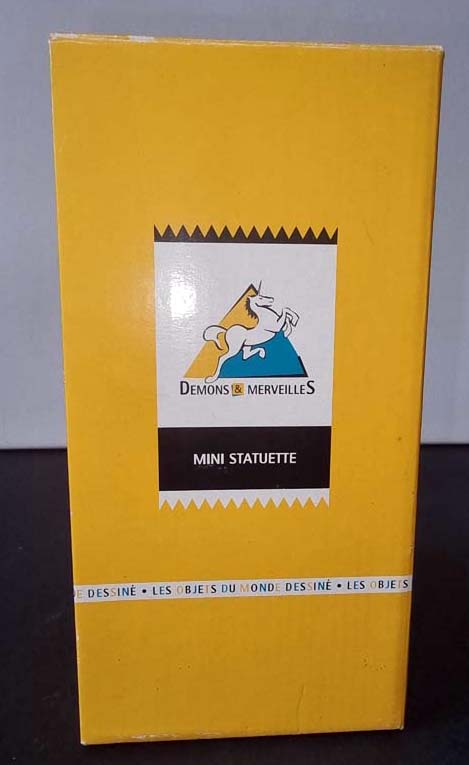 DEMONS & MERVEILLES
MINI STATUETTE
E DESSINÉ • LES OBJETS DU MONDE DESSINÉ • LES OBJETS